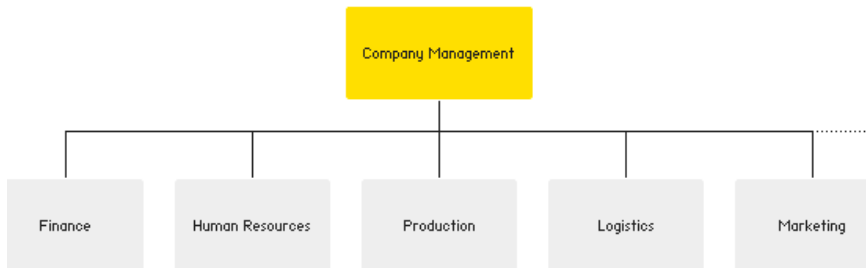 Company Management
Finance
Human Resources
Production
Logistics
Marketing